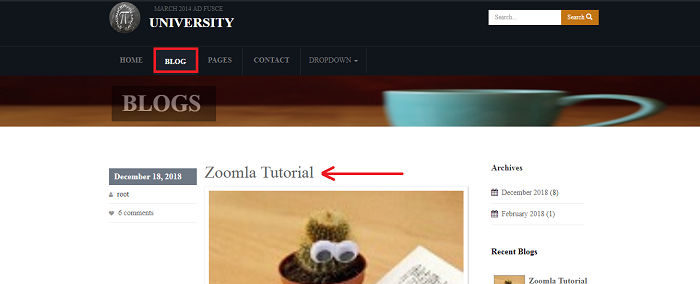 MARCH 2014 AD FUSCE
UNIVERSITY
Search...
Search
HOME
BLOG
PAGES
CONTACT
DROPDOWN
BLOGS
December 18, 2018
root
6 comments
Zoomla Tutorial
Archives
December 2018 (8)
February 2018 (1)
Recent Blogs
Zoomla Tutorial